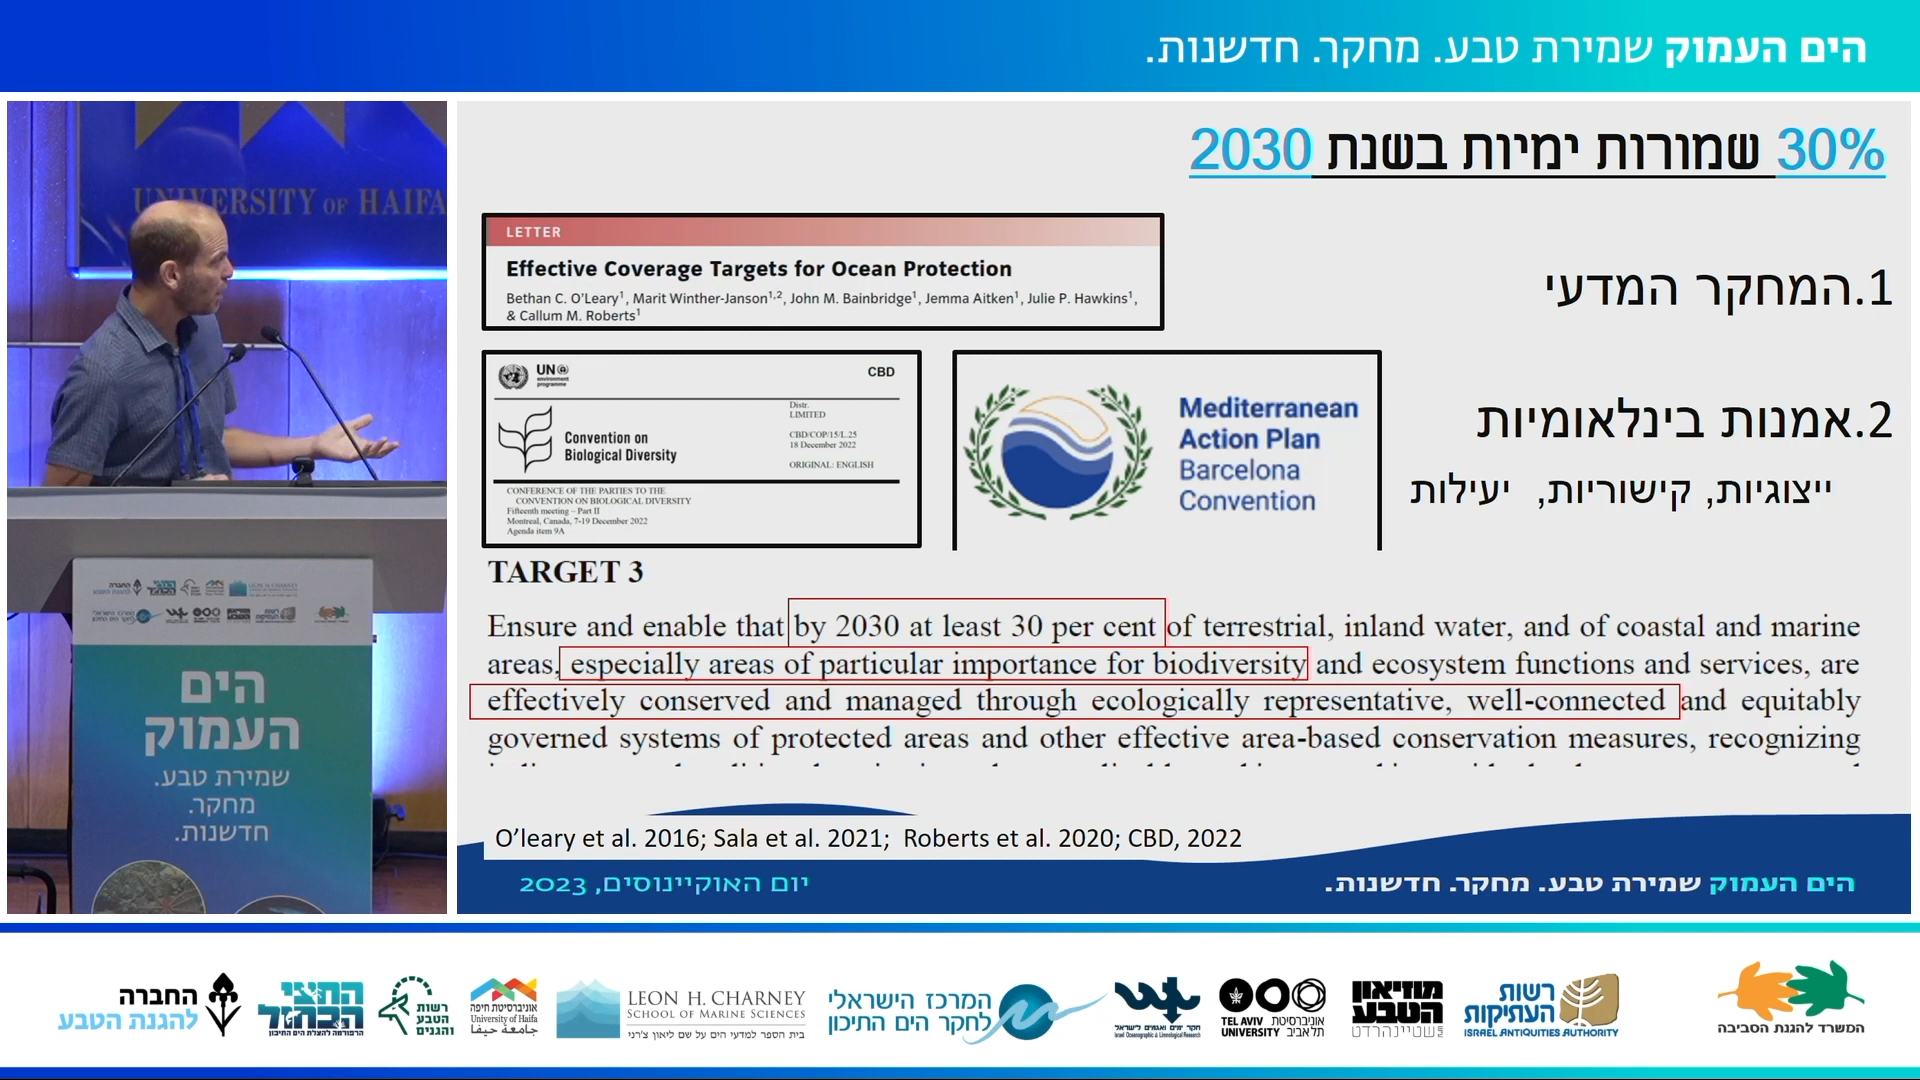 הים העמוק שמירת טבע. מחקר. חדשנות.
UNIVERSITY OF HAIFA
30% שמורות ימיות בשנת 2030
LETTER
Effective Coverage Targets for Ocean Protection
Bethan C. O'Leary¹, Marit Winther-Janson¹,², John M. Bainbridge¹, Jemma Aitken¹, Julie P. Hawkins¹,
& Callum M. Roberts¹
1.המחקר המדעי
UN
environment
programme
CBD
Distr.
LIMITED
CBD/COP/15/L.25
18 December 2022
ORIGINAL: ENGLISH
Convention on
Biological Diversity
CONFERENCE OF THE PARTIES TO THE
CONVENTION ON BIOLOGICAL DIVERSITY
Fifteenth meeting – Part II
Montreal, Canada, 7-19 December 2022
Agenda item 9A
Mediterranean
Action Plan
Barcelona
Convention
2.אמנות בינלאומיות
ייצוגיות, קישוריות, יעילות
TARGET 3
Ensure and enable that by 2030 at least 30 per cent of terrestrial, inland water, and of coastal and marine
areas, especially areas of particular importance for biodiversity and ecosystem functions and services, are
effectively conserved and managed through ecologically representative, well-connected and equitably
governed systems of protected areas and other effective area-based conservation measures, recognizing
O'leary et al. 2016; Sala et al. 2021; Roberts et al. 2020; CBD, 2022
הים העמוק שמירת טבע. מחקר. חדשנות.
יום האוקיינוסים, 2023
הים
העמוק
שמירת טבע.
מחקר.
חדשנות.
החברה
להגנת הטבע
החצי
הכחול
הרפורמה להצלת הים התיכון
רשות
הטבע
והגנים
אוניברסיטת חיפה
University of Haifa
جامعة حيفا
LEON H. CHARNEY
SCHOOL OF MARINE SCIENCES
בית הספר למדעי הים על שם ליאון צ'רני
המרכז הישראלי
לחקר הים התיכון
חקר ימים ואגמים לישראל
Israel Oceanographic & Limnological Research
TEL AVIV
UNIVERSITY
אוניברסיטת
תל אביב
מוזיאון
הטבע
שטיינהרדט
רשות
העתיקות
ISRAEL ANTIQUITIES AUTHORITY
המשרד להגנת הסביבה